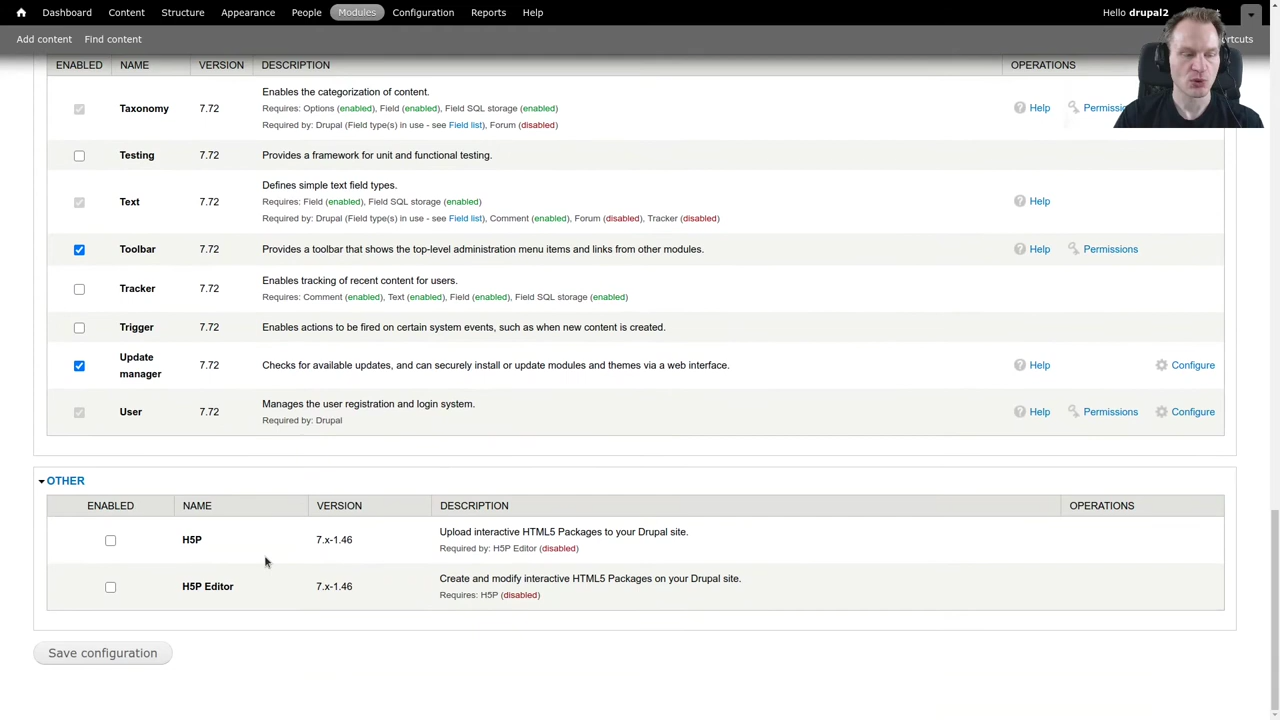 Dashboard Content Structure Appearance People Modules Configuration Reports Help Hello drupal2
Add content Find content
ENABLED NAME VERSION DESCRIPTION OPERATIONS
Enables the categorization of content.
Taxonomy 7.72 Requires: Options (enabled), Field (enabled), Field SQL storage (enabled) Help
Required by: Drupal (Field type(s) in use - see Field list), Forum (disabled)
Testing 7.72 Provides a framework for unit and functional testing.
Defines simple text field types.
Text 7.72 Requires: Field (enabled), Field SQL storage (enabled) Help
Required by: Drupal (Field type(s) in use - see Field list), Comment (enabled), Forum (disabled), Tracker (disabled)
Toolbar 7.72 Provides a toolbar that shows the top-level administration menu items and links from other modules. Help Permissions
Enables tracking of recent content for users.
Tracker 7.72
Requires: Comment (enabled), Text (enabled), Field (enabled), Field SQL storage (enabled)
Trigger 7.72 Enables actions to be fired on certain system events, such as when new content is created.
Update
manager 7.72 Checks for available updates, and can securely install or update modules and themes via a web interface. Help Configure
Manages the user registration and login system.
User 7.72 Help Permissions Configure
Required by: Drupal
OTHER
ENABLED NAME VERSION DESCRIPTION OPERATIONS
Upload interactive HTML5 Packages to your Drupal site.
H5P 7.x-1.46
Required by: H5P Editor (disabled)
Create and modify interactive HTML5 Packages on your Drupal site.
H5P Editor 7.x-1.46
Requires: H5P (disabled)
Save configuration